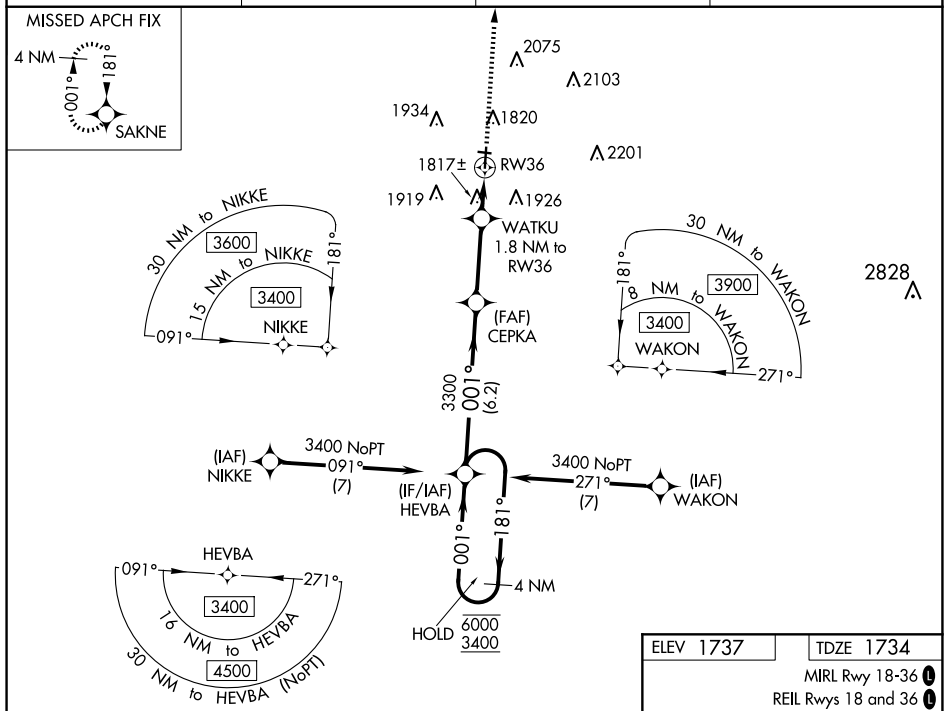 MISSED APCH FIX
4 NM
001°
181°
SAKNE
2075
2103
1934
1820
2201
1817±
RW36
1919
1926
WATKU
1.8 NM to
RW36
30 NM to NIKKE
3600
15 NM to NIKKE
3400
NIKKE
091°
181°
30 NM to WAKON
3900
8 NM to WAKON
3400
WAKON
181°
271°
2828
(FAF)
CEPKA
3300
001°
(6.2)
(IAF)
NIKKE
3400 NoPT
091°
(7)
(IF/IAF)
HEVBA
3400 NoPT
271°
(7)
(IAF)
WAKON
001°
181°
4 NM
HOLD
6000
3400
HEVBA
091°
271°
3400
16 NM to HEVBA
4500
30 NM to HEVBA (NoPT)
ELEV 1737
TDZE 1734
MIRL Rwy 18-36 L
REIL Rwys 18 and 36 L